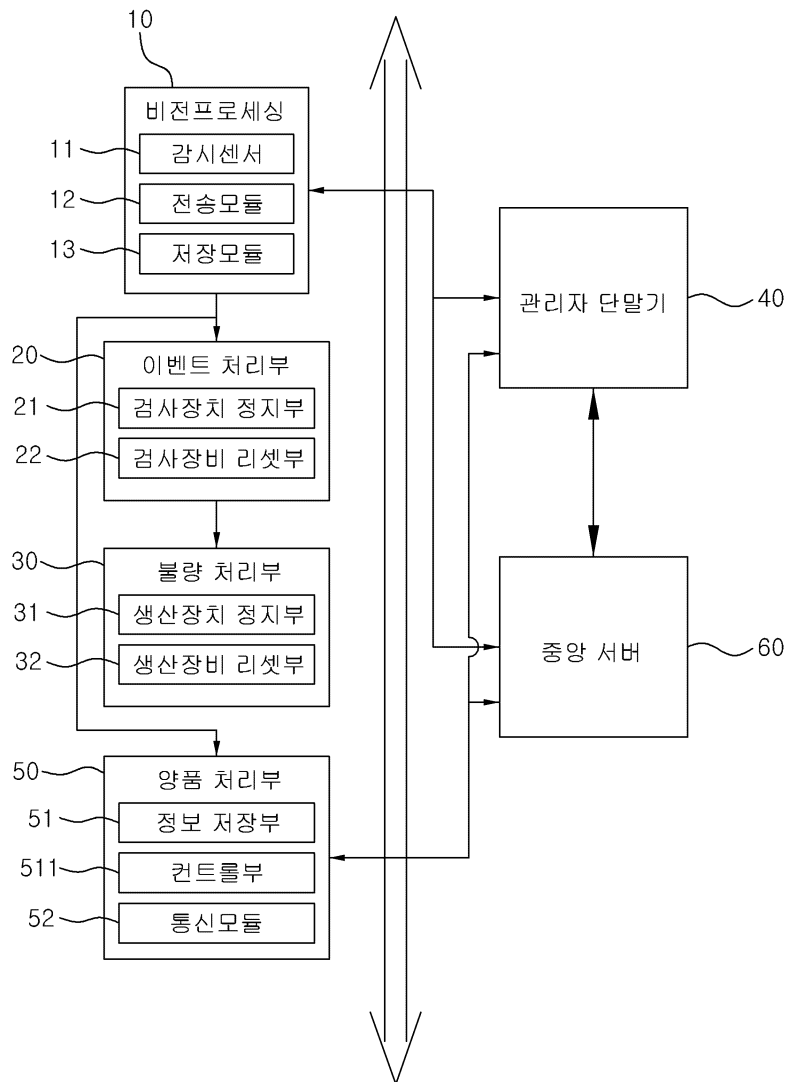 10
비전프로세싱
11
감시센서
12
전송모듈
13
저장모듈
관리자 단말기
40
20
이벤트 처리부
21
검사장치 정지부
22
검사장비 리셋부
30
불량 처리부
31
생산장치 정지부
32
생산장비 리셋부
중앙 서버
60
50
양품 처리부
51
정보 저장부
511
컨트롤부
52
통신모듈